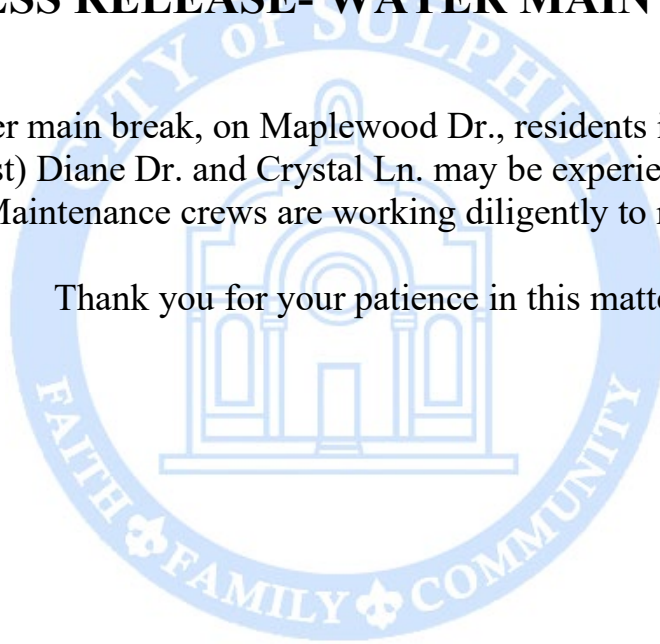 ESS RELEASE- WATER MAIN
CITY OF SULPHUR
er main break, on Maplewood Dr., residents i
st) Diane Dr. and Crystal Ln. may be experie
Maintenance crews are working diligently to r
Thank you for your patience in this matte
FAITH FAMILY COMMUNITY